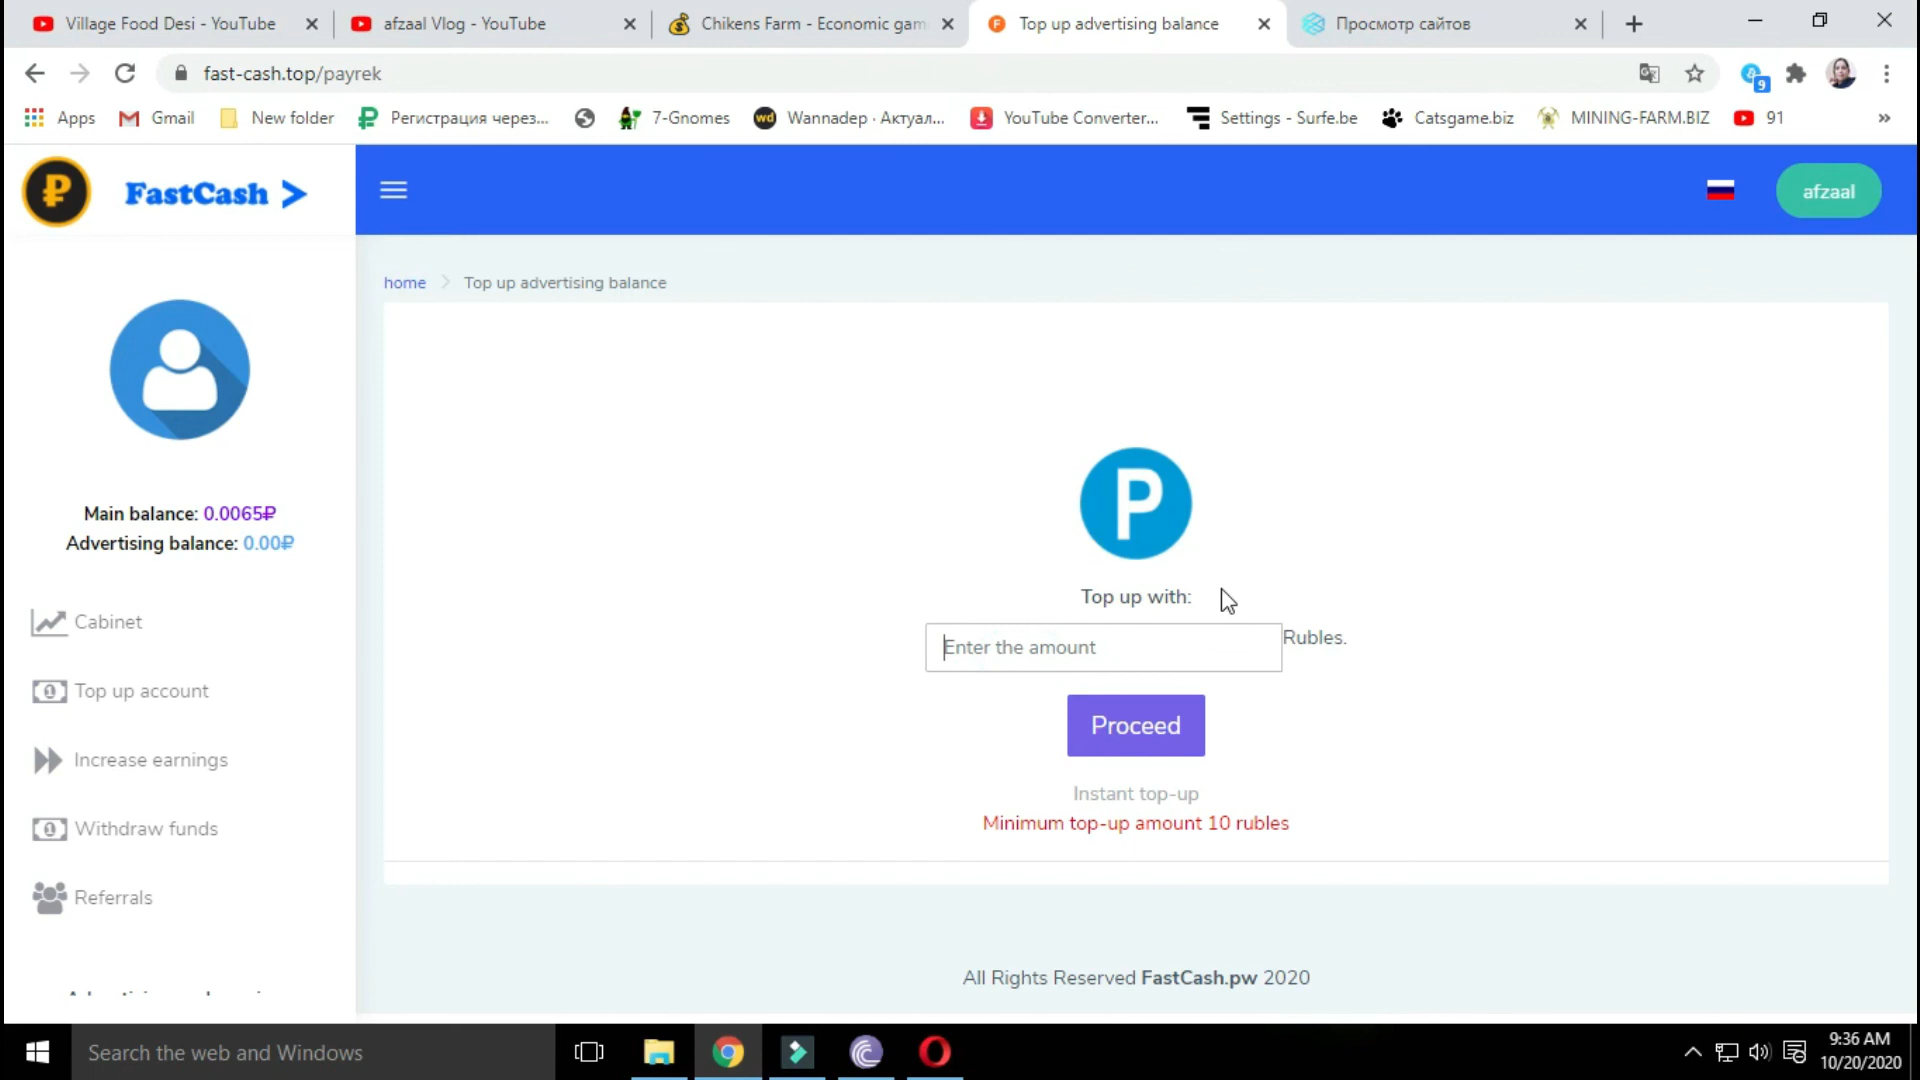 Village Food Desi - YouTube
afzaal Vlog - YouTube
Chikens Farm - Economic gam
Top up advertising balance
Просмотр сайтов
fast-cash.top/payrek
9
Apps
Gmail
New folder
Регистрация через...
7-Gnomes
wd
Wannadep · Актуал...
YouTube Converter...
Settings - Surfe.be
Catsgame.biz
MINING-FARM.BIZ
91
FastCash
afzaal
home
Top up advertising balance
Main balance: 0.0065₽
Advertising balance: 0.00₽
P
Top up with:
Enter the amount
Rubles.
Proceed
Instant top-up
Minimum top-up amount 10 rubles
Cabinet
Top up account
Increase earnings
Withdraw funds
Referrals
All Rights Reserved FastCash.pw 2020
Search the web and Windows
9:36 AM
10/20/2020